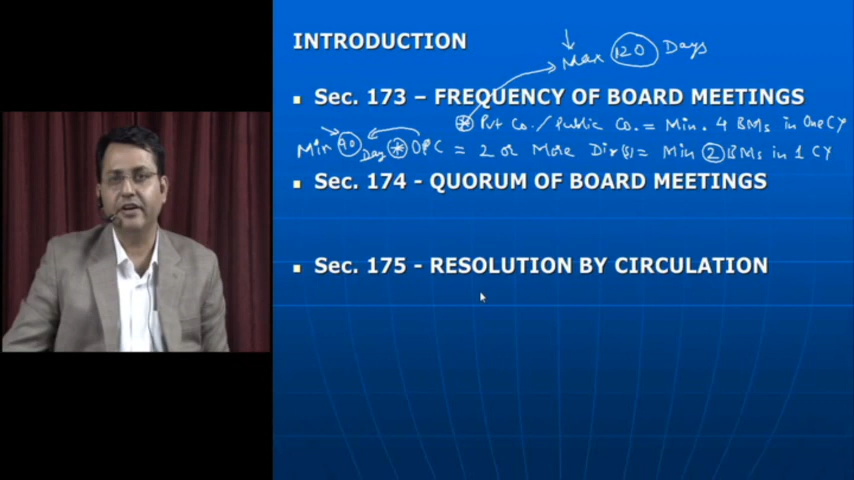 INTRODUCTION
Max 120 Days
Sec. 173 – FREQUENCY OF BOARD MEETINGS
Pvt Co. / Public Co. = Min. 4 BMs in One CY
Min 90 Days OPC = 2 or More Dir(s) = Min 2 BMs in 1 CY
Sec. 174 - QUORUM OF BOARD MEETINGS
Sec. 175 - RESOLUTION BY CIRCULATION